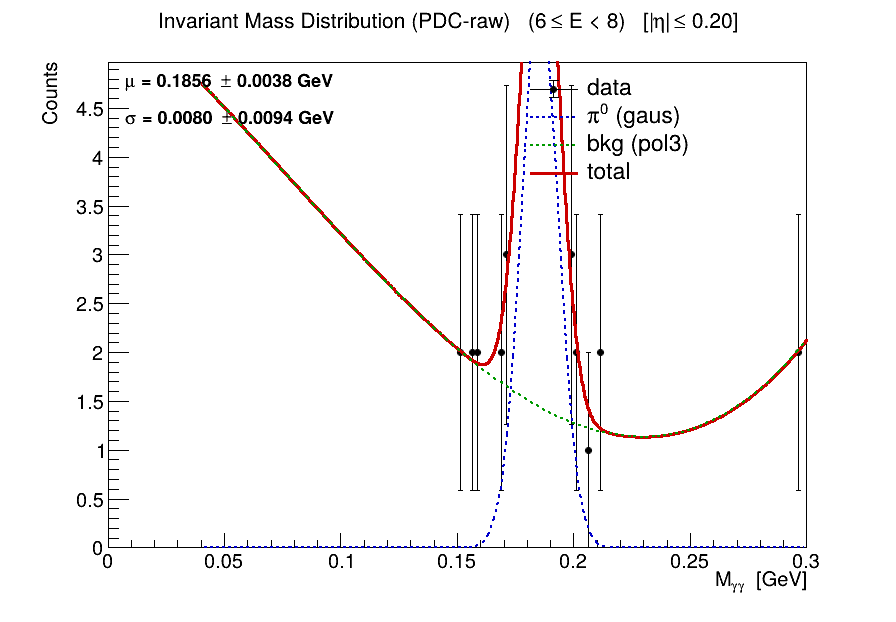 Invariant Mass Distribution (PDC-raw) (6 ≤ E < 8) [|η| ≤ 0.20]
Counts
μ = 0.1856 ± 0.0038 GeV
σ = 0.0080 ± 0.0094 GeV
data
π⁰ (gaus)
bkg (pol3)
total
4.5
4
3.5
3
2.5
2
1.5
1
0.5
0
0 0.05 0.1 0.15 0.2 0.25 0.3
M_γγ [GeV]